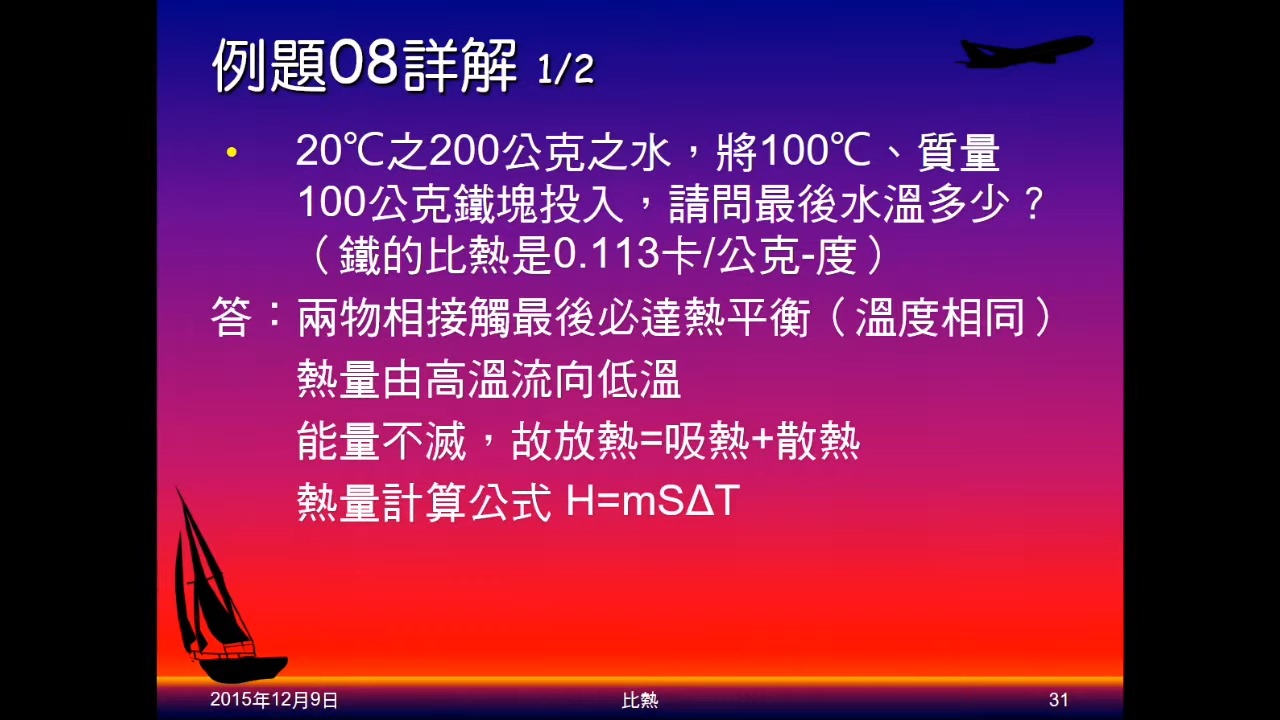 例題08詳解 1/2
• 20℃之200公克之水，將100℃、質量
100公克鐵塊投入，請問最後水溫多少？
（鐵的比熱是0.113卡/公克-度）
答：兩物相接觸最後必達熱平衡（溫度相同）
熱量由高溫流向低溫
能量不滅，故放熱=吸熱+散熱
熱量計算公式 H=mSΔT
2015年12月9日 比熱 31